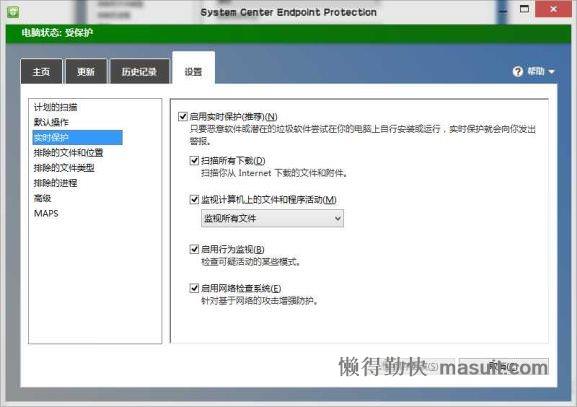 System Center Endpoint Protection
电脑状态: 受保护
主页 更新 历史记录 设置 帮助
计划的扫描
默认操作
实时保护
排除的文件和位置
排除的文件类型
排除的进程
高级
MAPS
启用实时保护(推荐)(N)
只要恶意软件或潜在的垃圾软件尝试在你的电脑上自行安装或运行，实时保护就会向你发出
警报。
扫描所有下载(D)
扫描你从 Internet 下载的文件和附件。
监视计算机上的文件和程序活动(M)
监视所有文件
启用行为监视(B)
检查可疑活动的某些模式。
启用网络检查系统(E)
针对基于网络的攻击增强防护。
取消(C)
懒得勤快 masuit.com